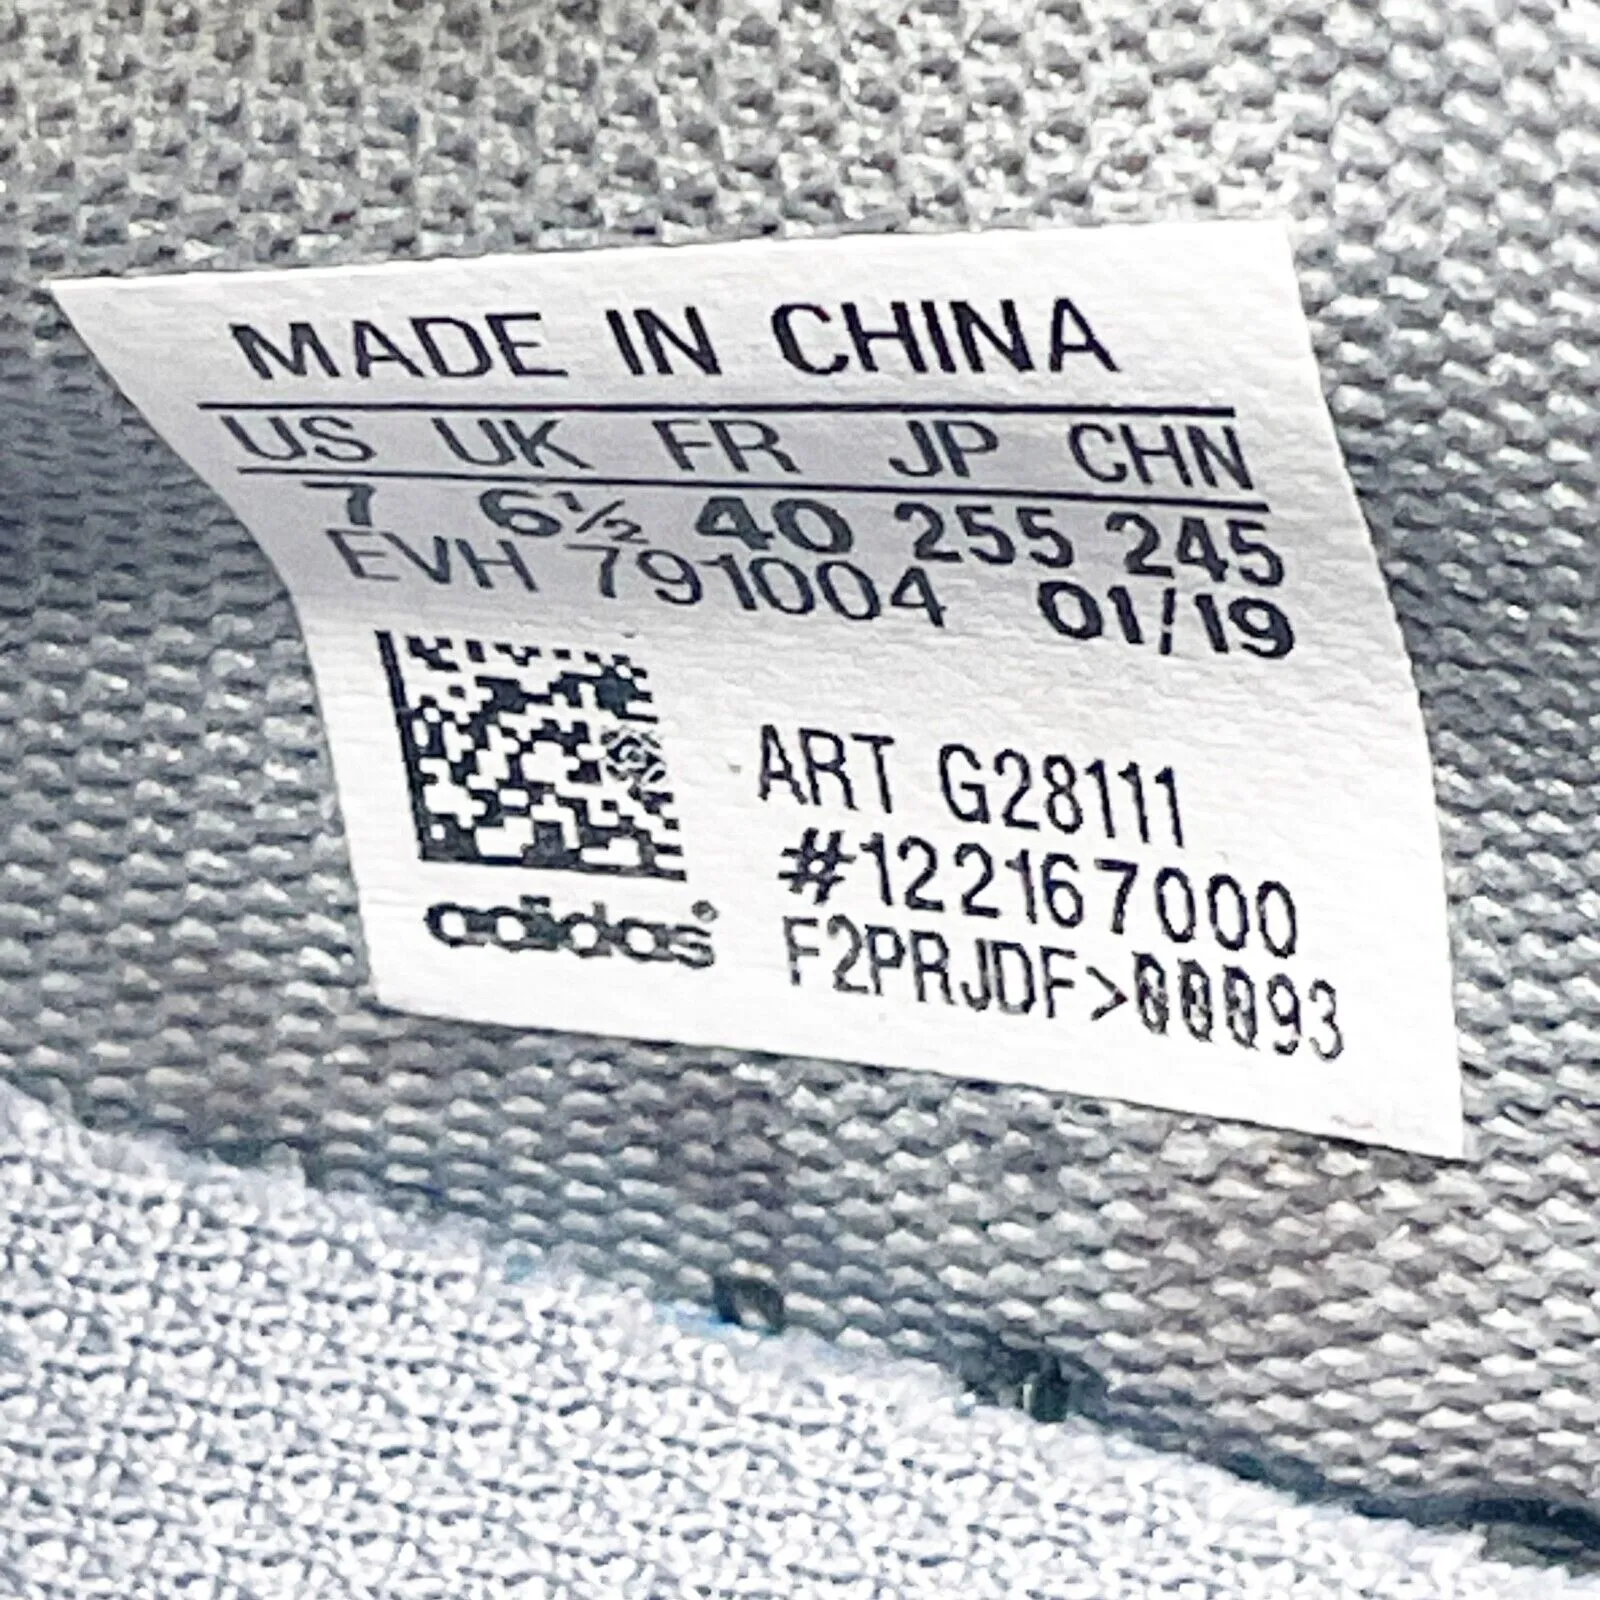 MADE IN CHINA
US UK FR JP CHN
7 6½ 40 255 245
EVH 791004 01/19
ART G28111
#122167000
adidas®
F2PRJDF>00093